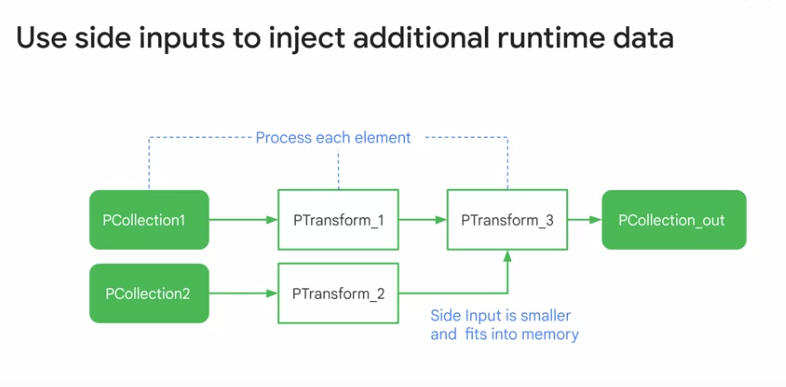 Use side inputs to inject additional runtime data
Process each element
PCollection1
PTransform_1
PTransform_3
PCollection_out
PCollection2
PTransform_2
Side Input is smaller
and fits into memory